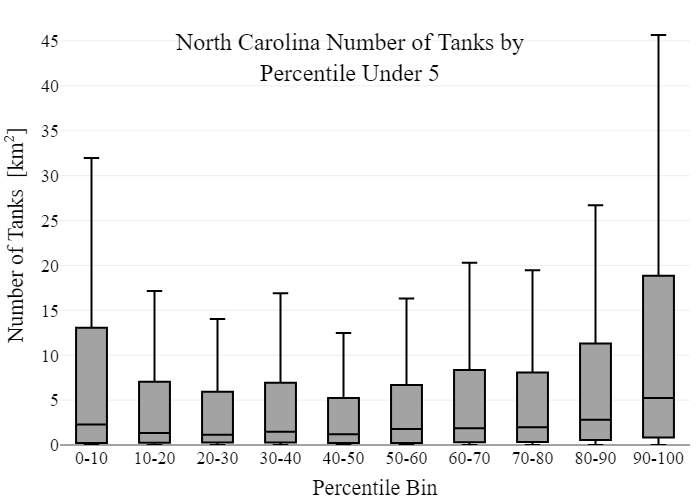 North Carolina Number of Tanks by
Percentile Under 5
Number of Tanks [km²]
45
40
35
30
25
20
15
10
5
0
0-10 10-20 20-30 30-40 40-50 50-60 60-70 70-80 80-90 90-100
Percentile Bin